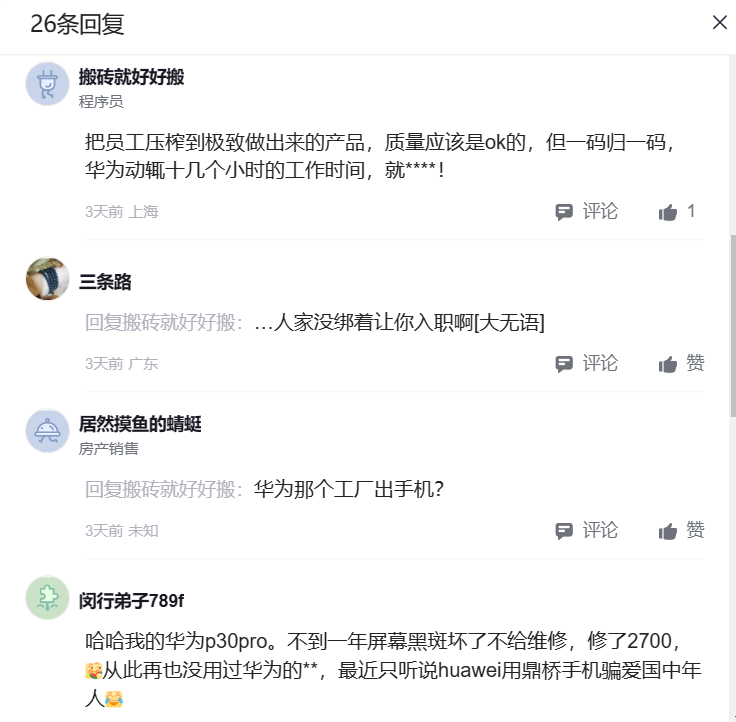 26条回复
搬砖就好好搬
程序员
把员工压榨到极致做出来的产品，质量应该是ok的，但一码归一码，
华为动辄十几个小时的工作时间，就****！
3天前 上海
评论 1
三条路
回复搬砖就好好搬：…人家没绑着让你入职啊[大无语]
3天前 广东
评论 赞
居然摸鱼的蜻蜓
房产销售
回复搬砖就好好搬：华为那个工厂出手机？
3天前 未知
评论 赞
闵行弟子789f
哈哈我的华为p30pro。不到一年屏幕黑斑坏了不给维修，修了2700，
🥰从此再也没用过华为的**，最近只听说huawei用鼎桥手机骗爱国中年
人😂